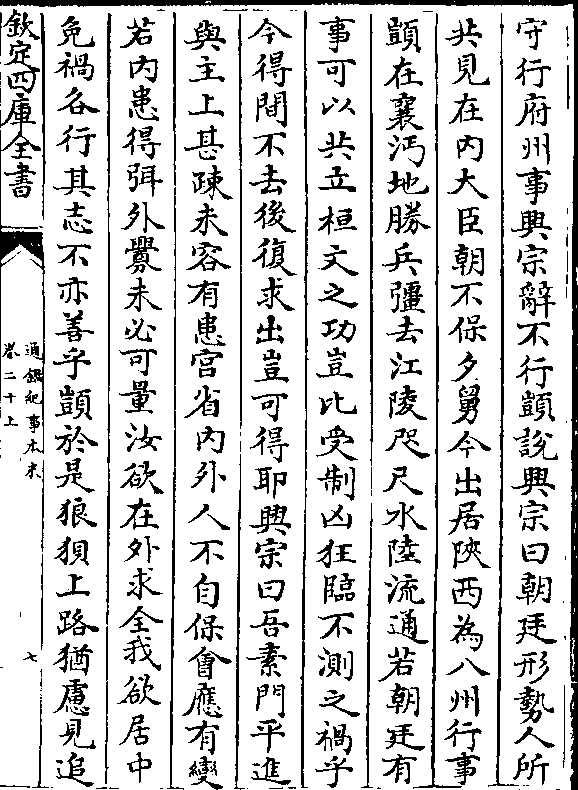 守行府州事興宗辭不行顗說興宗曰朝廷形勢人所
共見在内大臣朝不保夕舅今出居陜西為八州行事
顗在襄沔地勝兵彊去江陵咫尺水陸流通若朝廷有
事可以共立桓文之功豈比受制凶狂臨不測之禍乎
今得間不去後復求出豈可得耶興宗曰吾素門平進
與主上甚疎未容有患宮省内外人不自保會應有變
若内患得弭外釁未必可量汝欲在外求全我欲居中
免禍各行其志不亦善乎顗於是狼狽上路猶慮見追
欽定四庫全書
通鑑紀事本末
卷二十上
七